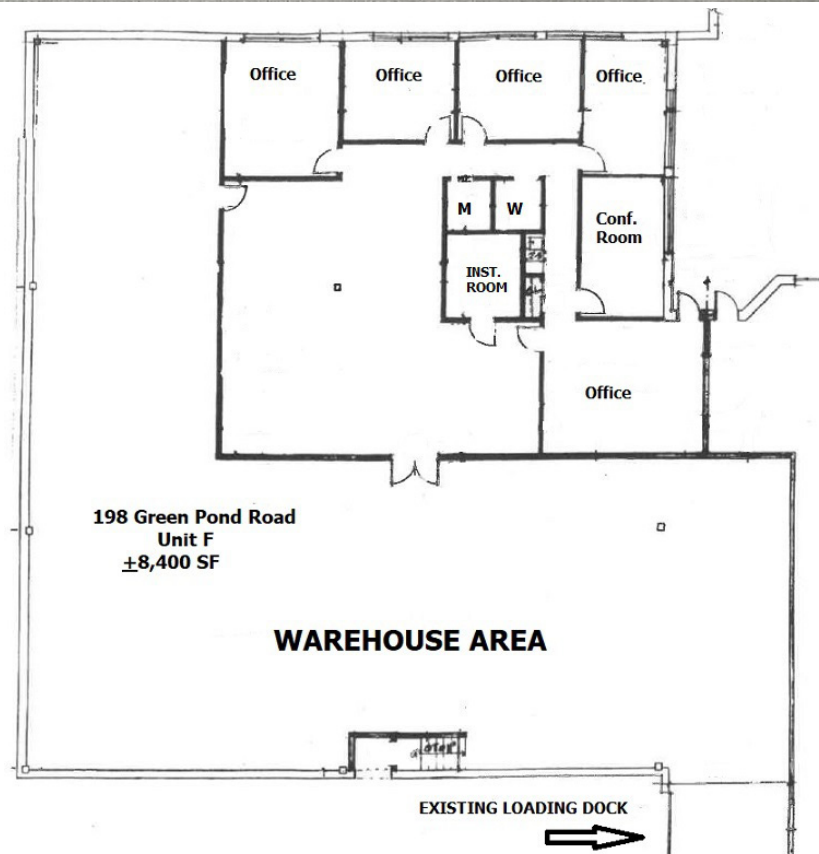 Office
Office
Office
Office
M
W
Conf.
Room
INST.
ROOM
Office
198 Green Pond Road
Unit F
±8,400 SF
WAREHOUSE AREA
EXISTING LOADING DOCK